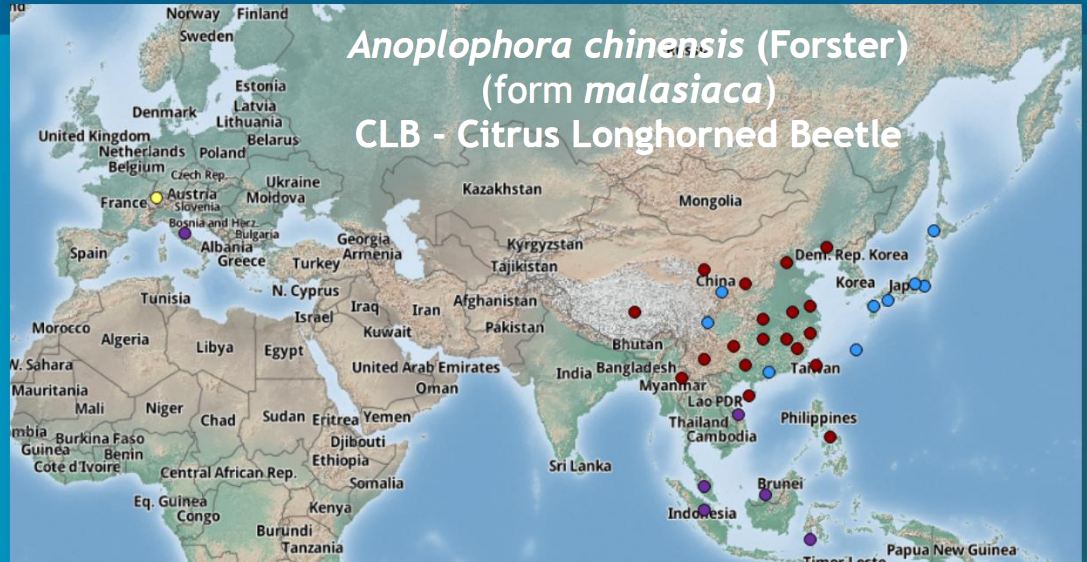 Anoplophora chinensis (Forster)
(form malasiaca)
CLB - Citrus Longhorned Beetle
Norway Finland
Sweden
Estonia
Latvia
Denmark
Lithuania
United Kingdom
Belarus
Netherlands Poland
Belgium
Czech Rep.
Ukraine
Austria
Moldova
France
Slovenia
Kazakhstan
Mongolia
Bosnia and Herz.
Bulgaria
Georgia
Albania
Armenia
Spain
Greece
Turkey
Kyrgyzstan
Tajikistan
Dem. Rep. Korea
China
Korea
Tunisia
N. Cyprus
Iraq
Iran
Afghanistan
Israel
Morocco
Kuwait
Pakistan
Algeria
Libya
Egypt
Bhutan
W. Sahara
United Arab Emirates
India
Bangladesh
Taiwan
Oman
Myanmar
Mauritania
Lao PDR
Mali
Niger
Chad
Sudan
Eritrea
Yemen
Thailand
Philippines
Burkina Faso
Djibouti
Cambodia
Guinea
Benin
Ethiopia
Cote d'Ivoire
Central African Rep.
Somalia
Sri Lanka
Brunei
Eq. Guinea
Congo
Kenya
Indonesia
Burundi
Tanzania
Papua New Guinea